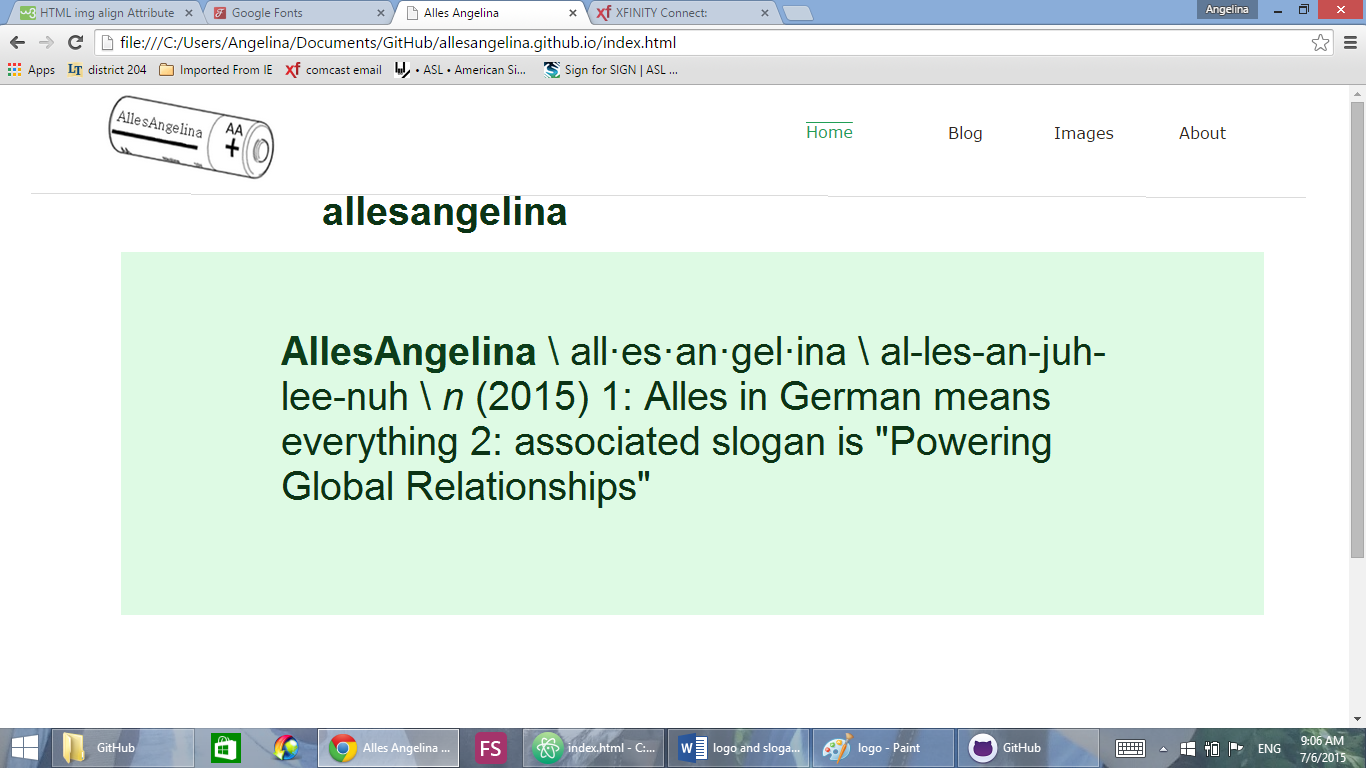 HTML img align Attribute
Google Fonts
Alles Angelina
XFINITY Connect:
Angelina
file:///C:/Users/Angelina/Documents/GitHub/allesangelina.github.io/index.html
Apps
LT district 204
Imported From IE
xf comcast email
• ASL • American Si...
Sign for SIGN | ASL ...
AllesAngelina
AA
+
Home
Blog
Images
About
allesangelina
AllesAngelina \ all·es·an·gel·ina \ al-les-an-juh-
lee-nuh \ n (2015) 1: Alles in German means
everything 2: associated slogan is "Powering
Global Relationships"
GitHub
Alles Angelina ...
FS
index.html - C:...
logo and sloga...
logo - Paint
GitHub
ENG
9:06 AM
7/6/2015